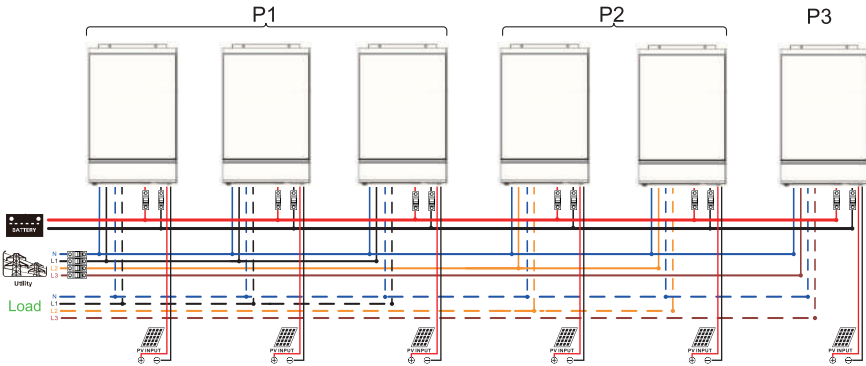 P1
P2
P3
BATTERY
N
L1
L2
L3
Utility
Load
N
L1
L2
L3
PV INPUT
PV INPUT
PV INPUT
PV INPUT
PV INPUT
PV INPUT